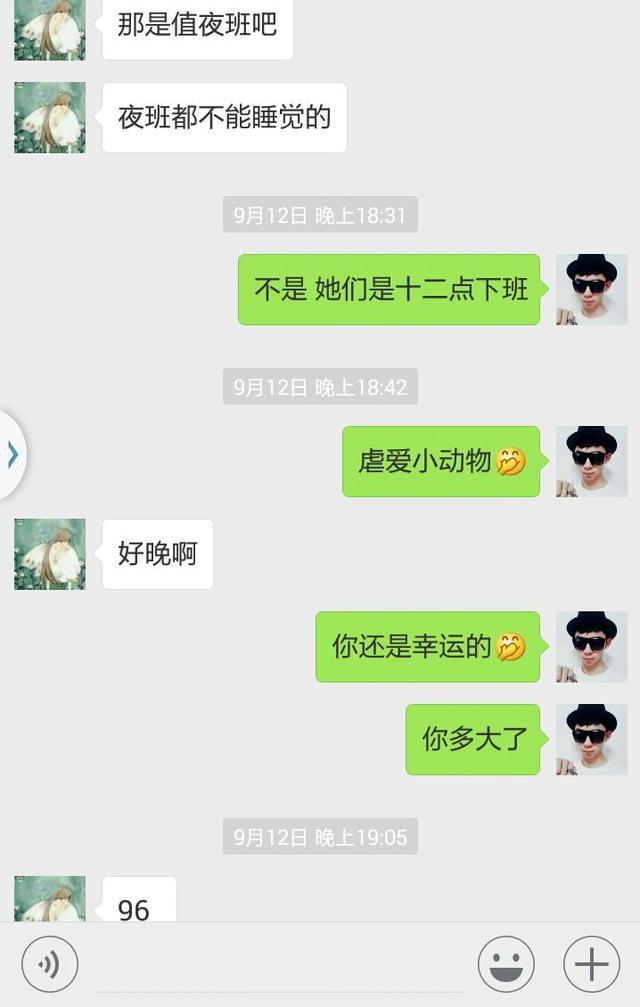 那是值夜班吧
夜班都不能睡觉的
9月12日 晚上18:31
不是 她们是十二点下班
9月12日 晚上18:42
虐爱小动物🤭
好晚啊
你还是幸运的🤭
你多大了
9月12日 晚上19:05
96